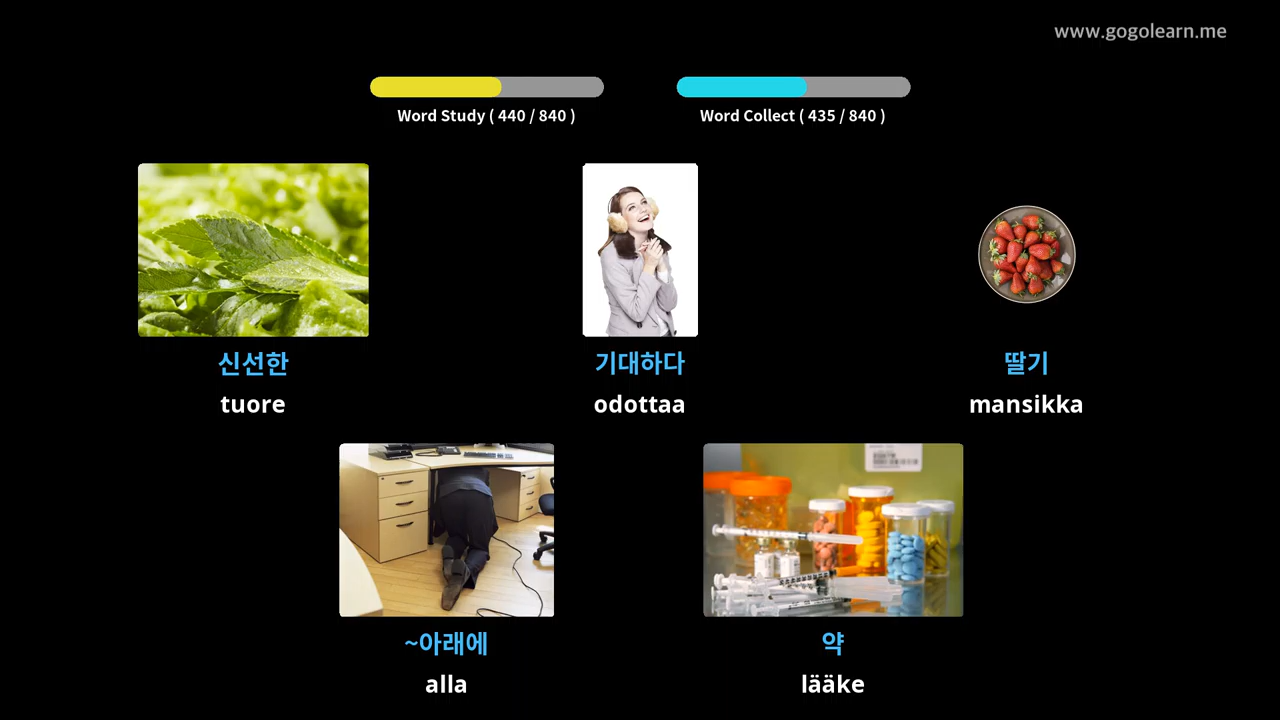 www.gogolearn.me
Word Study ( 440 / 840 )
Word Collect ( 435 / 840 )
신선한
tuore
기대하다
odottaa
딸기
mansikka
~아래에
alla
약
lääke